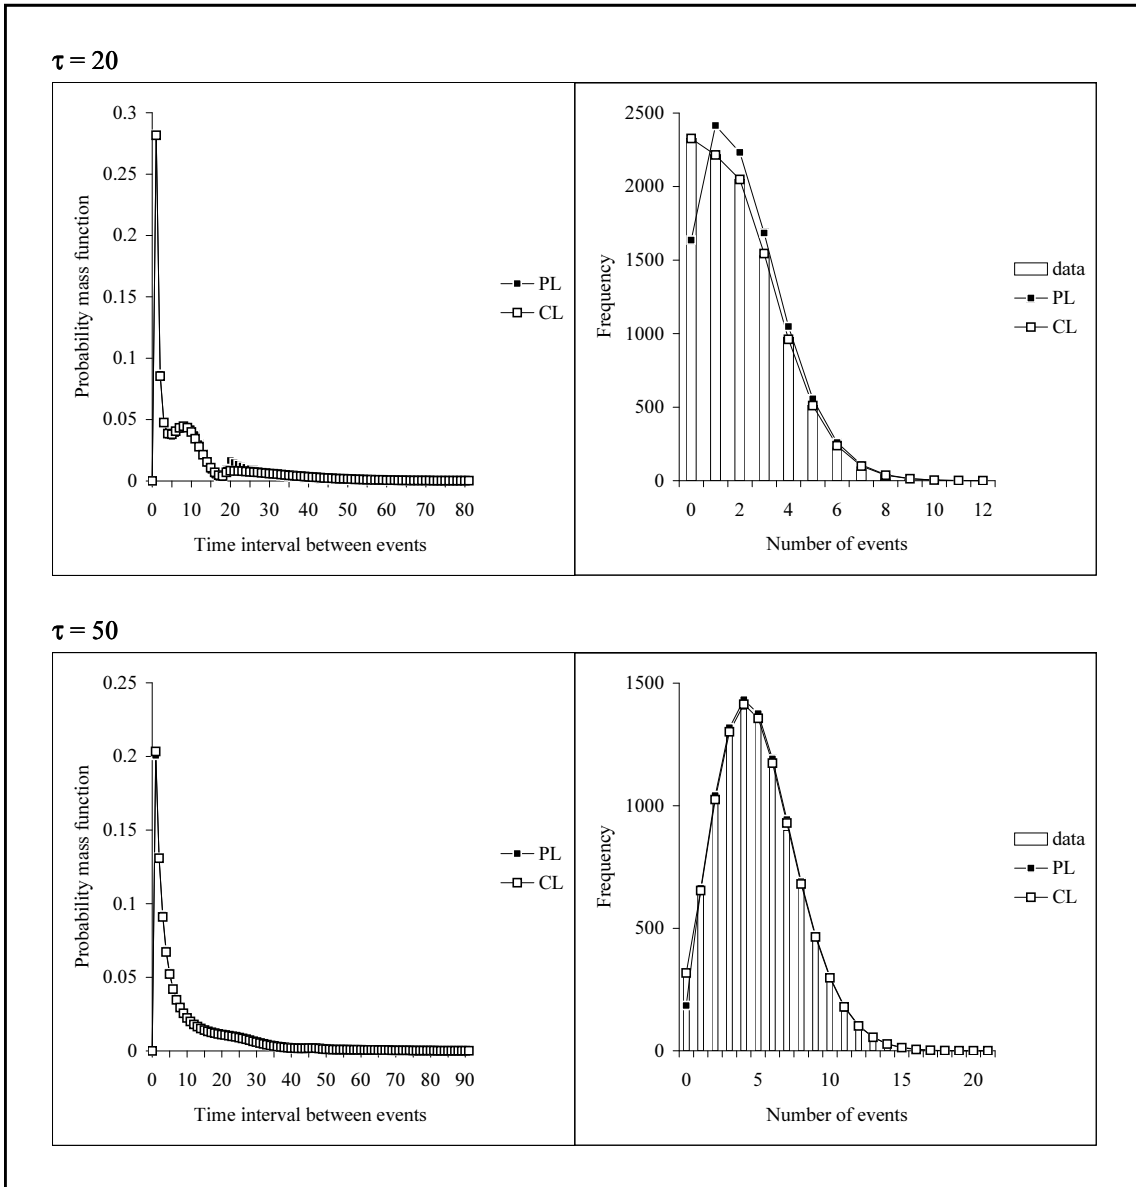 τ = 20
0.3
0.25
0.2
0.15
0.1
0.05
0
0 10 20 30 40 50 60 70 80
Probability mass function
Time interval between events
PL
CL
2500
2000
1500
1000
500
0
0 2 4 6 8 10 12
Frequency
Number of events
data
PL
CL
τ = 50
0.25
0.2
0.15
0.1
0.05
0
0 10 20 30 40 50 60 70 80 90
Probability mass function
Time interval between events
PL
CL
1500
1000
500
0
0 5 10 15 20
Frequency
Number of events
data
PL
CL